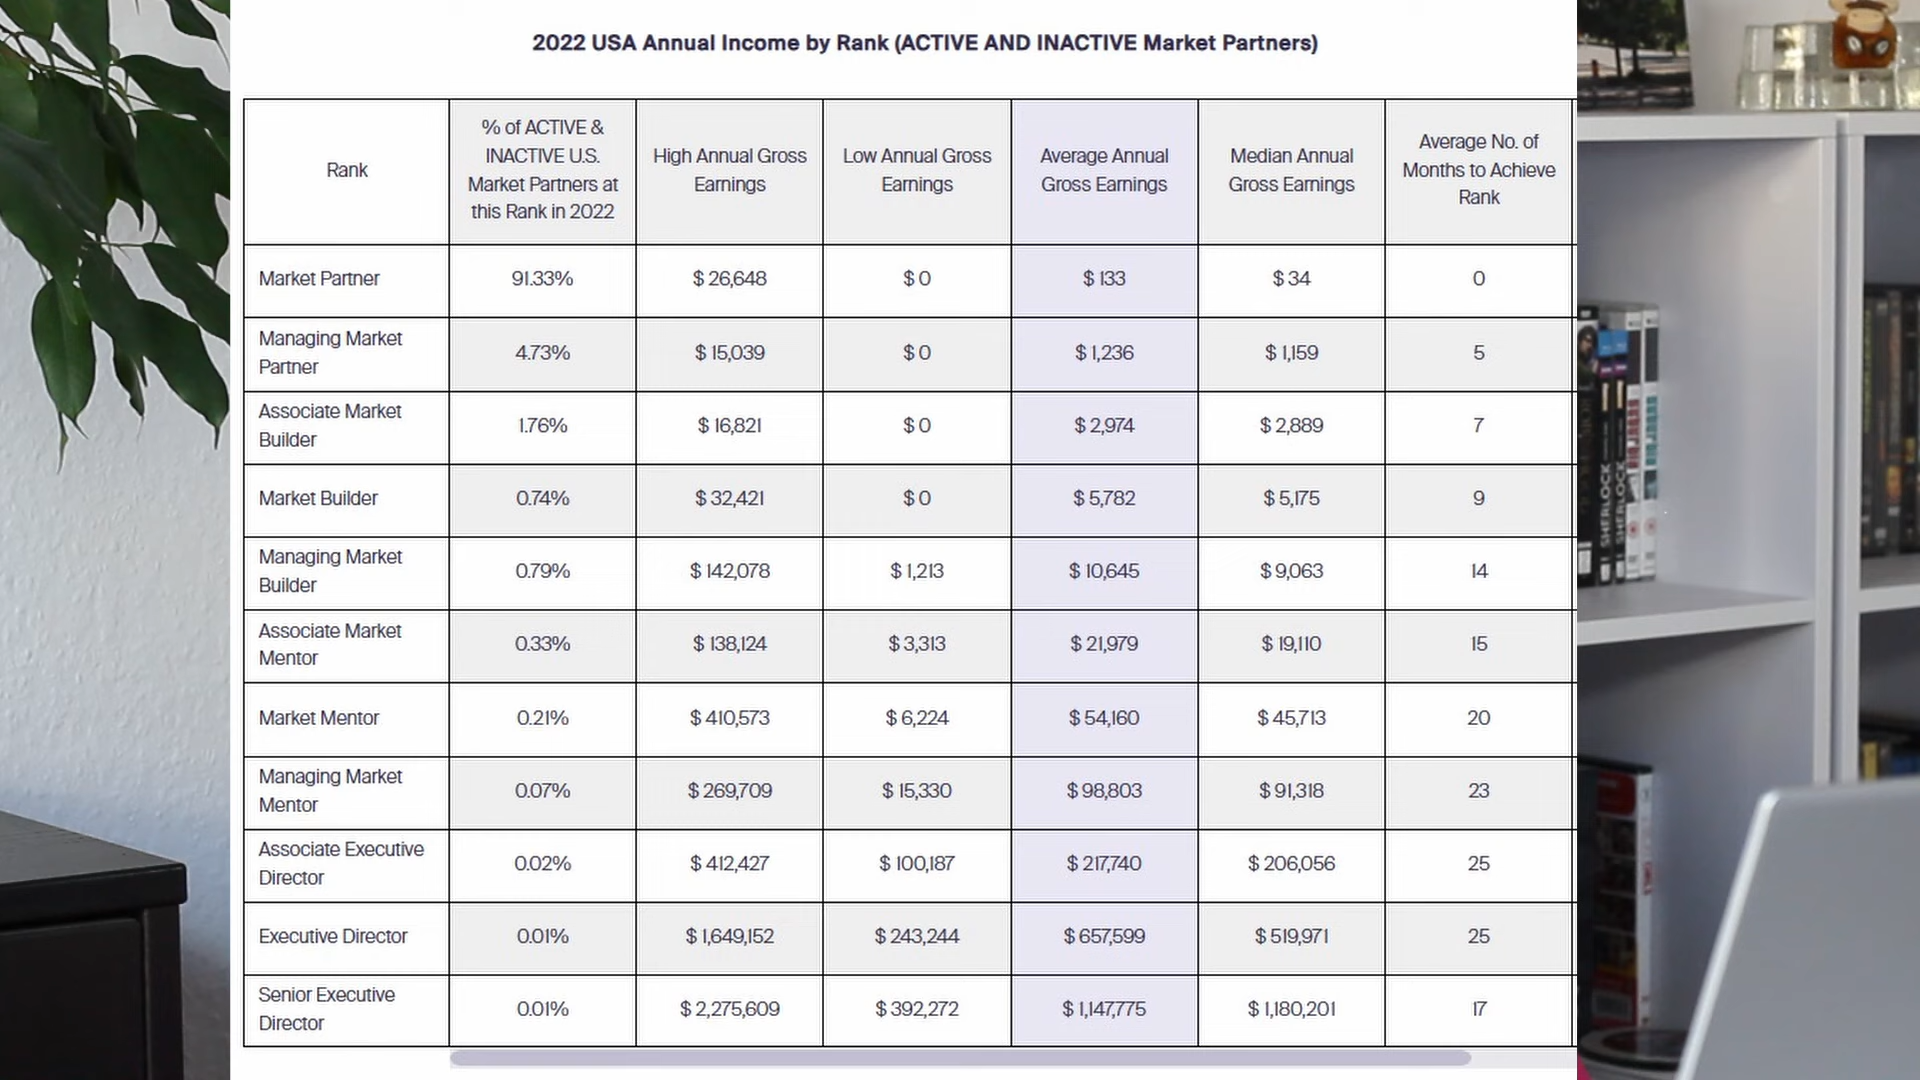 2022 USA Annual Income by Rank (ACTIVE AND INACTIVE Market Partners)
Rank
% of ACTIVE &
INACTIVE U.S.
Market Partners at
this Rank in 2022
High Annual Gross
Earnings
Low Annual Gross
Earnings
Average Annual
Gross Earnings
Median Annual
Gross Earnings
Average No. of
Months to Achieve
Rank
Market Partner
91.33%
$ 26,648
$ 0
$ 133
$ 34
0
Managing Market
Partner
4.73%
$ 15,039
$ 0
$ 1,236
$ 1,159
5
Associate Market
Builder
1.76%
$ 16,821
$ 0
$ 2,974
$ 2,889
7
Market Builder
0.74%
$ 32,421
$ 0
$ 5,782
$ 5,175
9
Managing Market
Builder
0.79%
$ 142,078
$ 1,213
$ 10,645
$ 9,063
14
Associate Market
Mentor
0.33%
$ 138,124
$ 3,313
$ 21,979
$ 19,110
15
Market Mentor
0.21%
$ 410,573
$ 6,224
$ 54,160
$ 45,713
20
Managing Market
Mentor
0.07%
$ 269,709
$ 15,330
$ 98,803
$ 91,318
23
Associate Executive
Director
0.02%
$ 412,427
$ 100,187
$ 217,740
$ 206,056
25
Executive Director
0.01%
$ 1,649,152
$ 243,244
$ 657,599
$ 519,971
25
Senior Executive
Director
0.01%
$ 2,275,609
$ 392,272
$ 1,147,775
$ 1,180,201
17
SHERLOCK
SHERLOCK